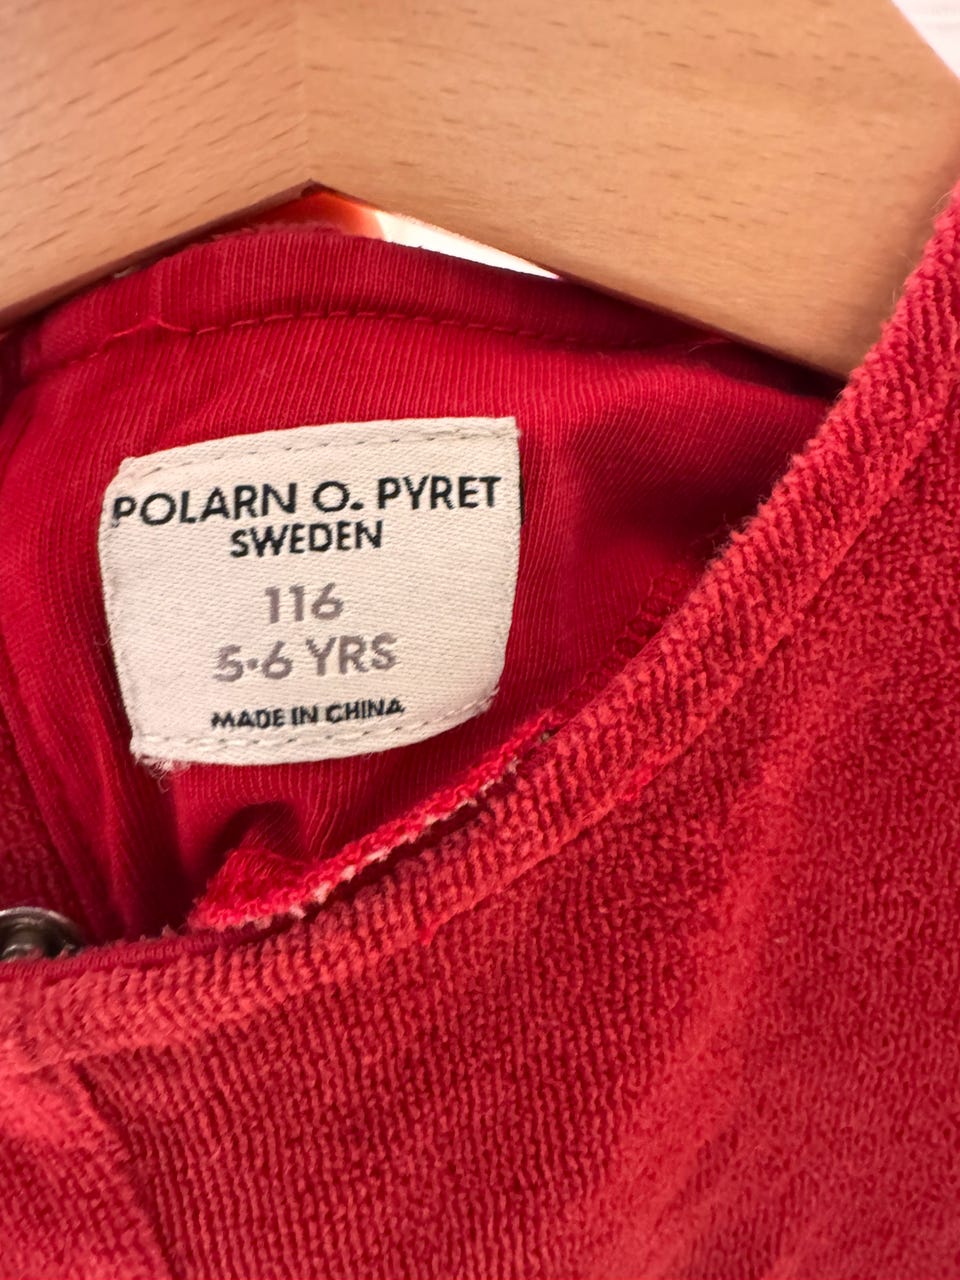 POLARN O. PYRET
SWEDEN
116
5-6 YRS
MADE IN CHINA